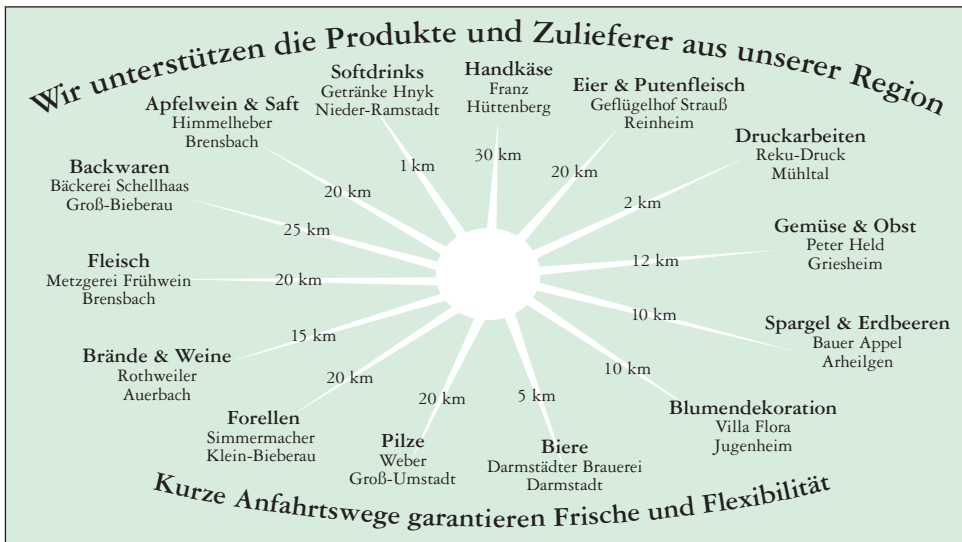 Wir unterstützen die Produkte und Zulieferer aus unserer Region
Softdrinks
Getränke Hnyk
Nieder-Ramstadt
1 km
Handkäse
Franz
Hüttenberg
30 km
Eier & Putenfleisch
Geflügelhof Strauß
Reinheim
20 km
Druckarbeiten
Reku-Druck
Mühltal
2 km
Gemüse & Obst
Peter Held
Griesheim
12 km
Spargel & Erdbeeren
Bauer Appel
Arheilgen
10 km
Blumendekoration
Villa Flora
Jugenheim
10 km
Biere
Darmstädter Brauerei
Darmstadt
5 km
Pilze
Weber
Groß-Umstadt
20 km
Forellen
Simmermacher
Klein-Bieberau
20 km
Brände & Weine
Rothweiler
Auerbach
15 km
Fleisch
Metzgerei Frühwein
Brensbach
20 km
Backwaren
Bäckerei Schellhaas
Groß-Bieberau
25 km
Apfelwein & Saft
Himmelheber
Brensbach
20 km
Kurze Anfahrtswege garantieren Frische und Flexibilität